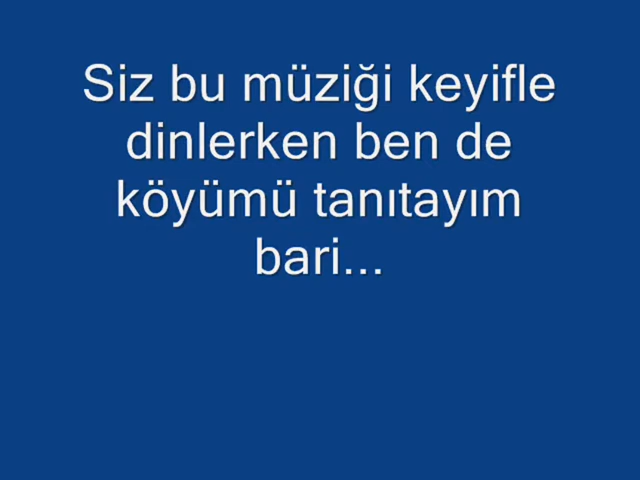 Siz bu müziği keyifle
dinlerken ben de
köyümü tanıtayım
bari...